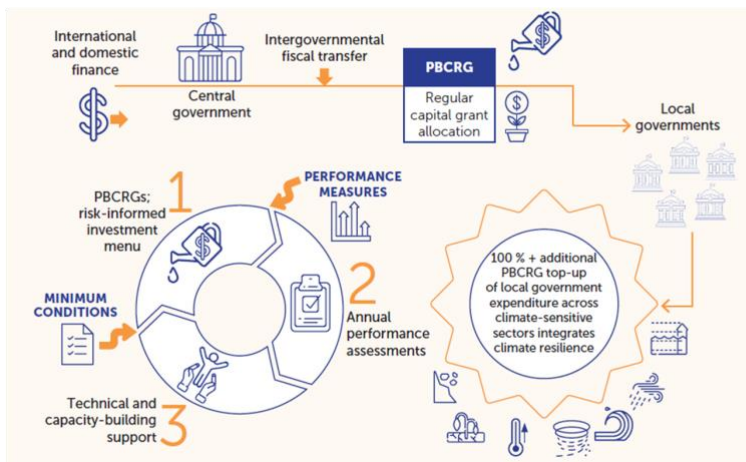 International
and domestic
finance
Central
government
Intergovernmental
fiscal transfer
PBCRG
Regular
capital grant
allocation
Local
governments
1
PBCRGs;
risk-informed
investment
menu
PERFORMANCE
MEASURES
2
Annual
performance
assessments
MINIMUM
CONDITIONS
3
Technical and
capacity-building
support
100 % + additional
PBCRG top-up
of local government
expenditure across
climate-sensitive
sectors integrates
climate resilience